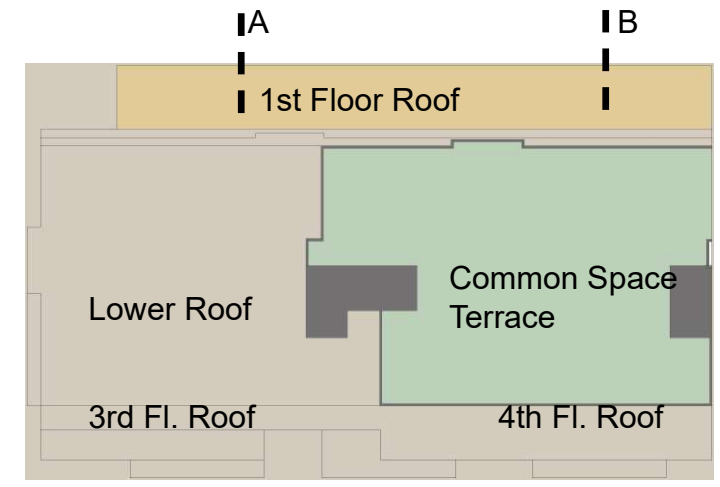 A
B
1st Floor Roof
Common Space
Terrace
Lower Roof
3rd Fl. Roof
4th Fl. Roof